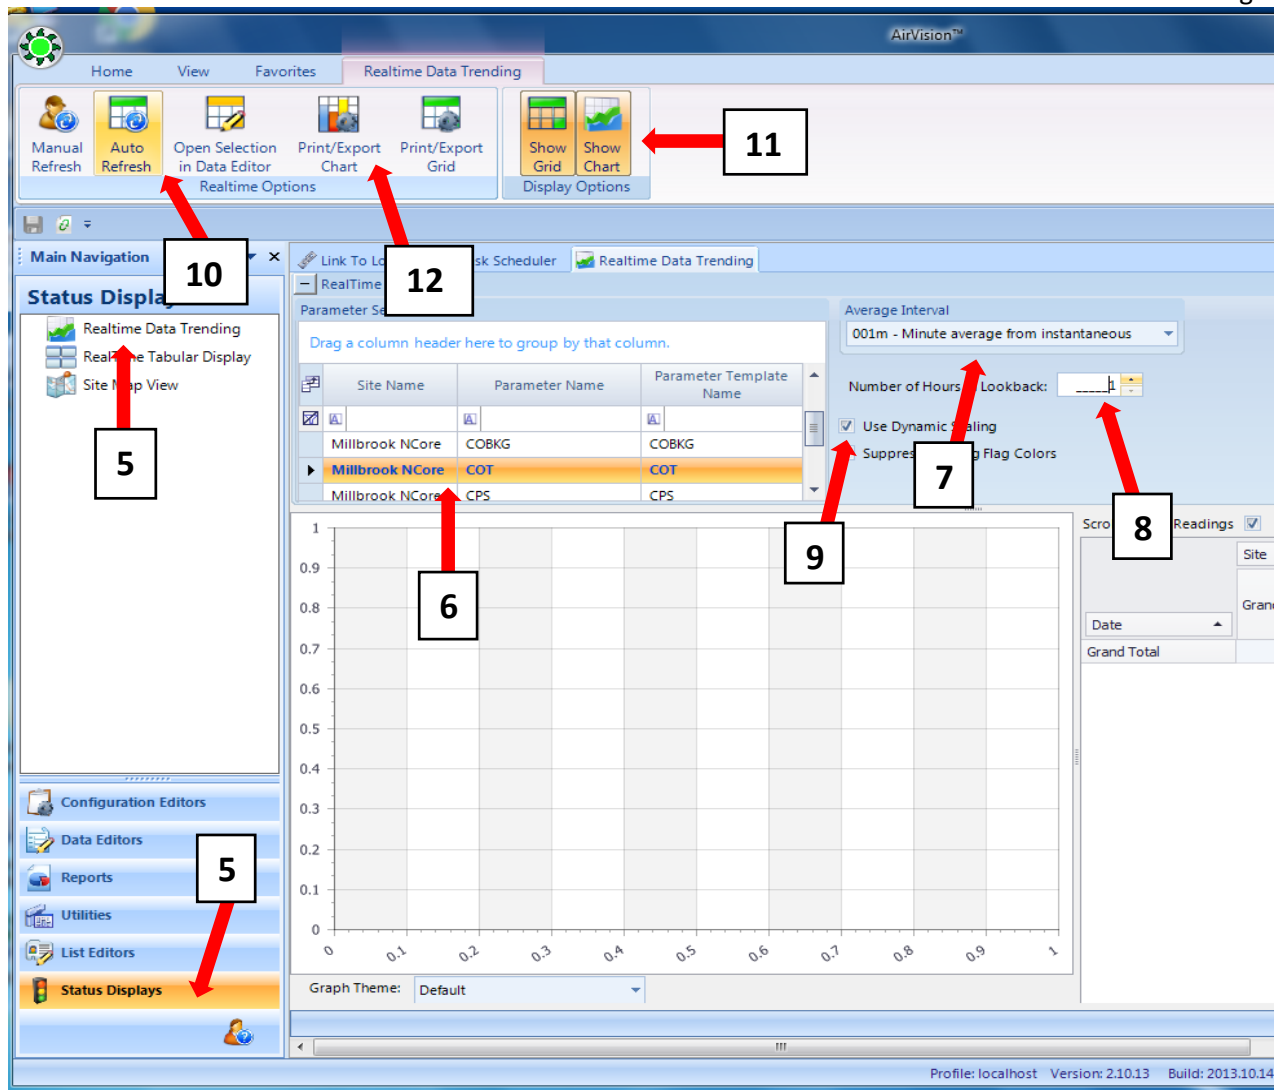 AirVision™
Home View Favorites Realtime Data Trending
Manual Refresh
Auto Refresh
Open Selection in Data Editor
Print/Export Chart
Print/Export Grid
Show Grid
Show Chart
11
Realtime Options
Display Options
10
12
Main Navigation
Status Displa
Realtime Data Trending
Tabular Display
Site Map View
5
Link To Lo
sk Scheduler
Realtime Data Trending
RealTime
Drag a column header here to group by that column.
Site Name Parameter Name Parameter Template Name
Millbrook NCore COBKG COBKG
Millbrook NCore COT COT
Millbrook NCore CPS CPS
6
Average Interval
001m - Minute average from instantaneous
Number of Hours Lookback: _____1
Use Dynamic Scaling
Suppre g Flag Colors
7
8
9
1
0.9
0.8
0.7
0.6
0.5
0.4
0.3
0.2
0.1
0
0 0.1 0.2 0.3 0.4 0.5 0.6 0.7 0.8 0.9 1
Graph Theme: Default
Scro Readings
Site
Gran
Date
Grand Total
Configuration Editors
Data Editors
Reports
5
Utilities
List Editors
Status Displays
Profile: localhost Version: 2.10.13 Build: 2013.10.14